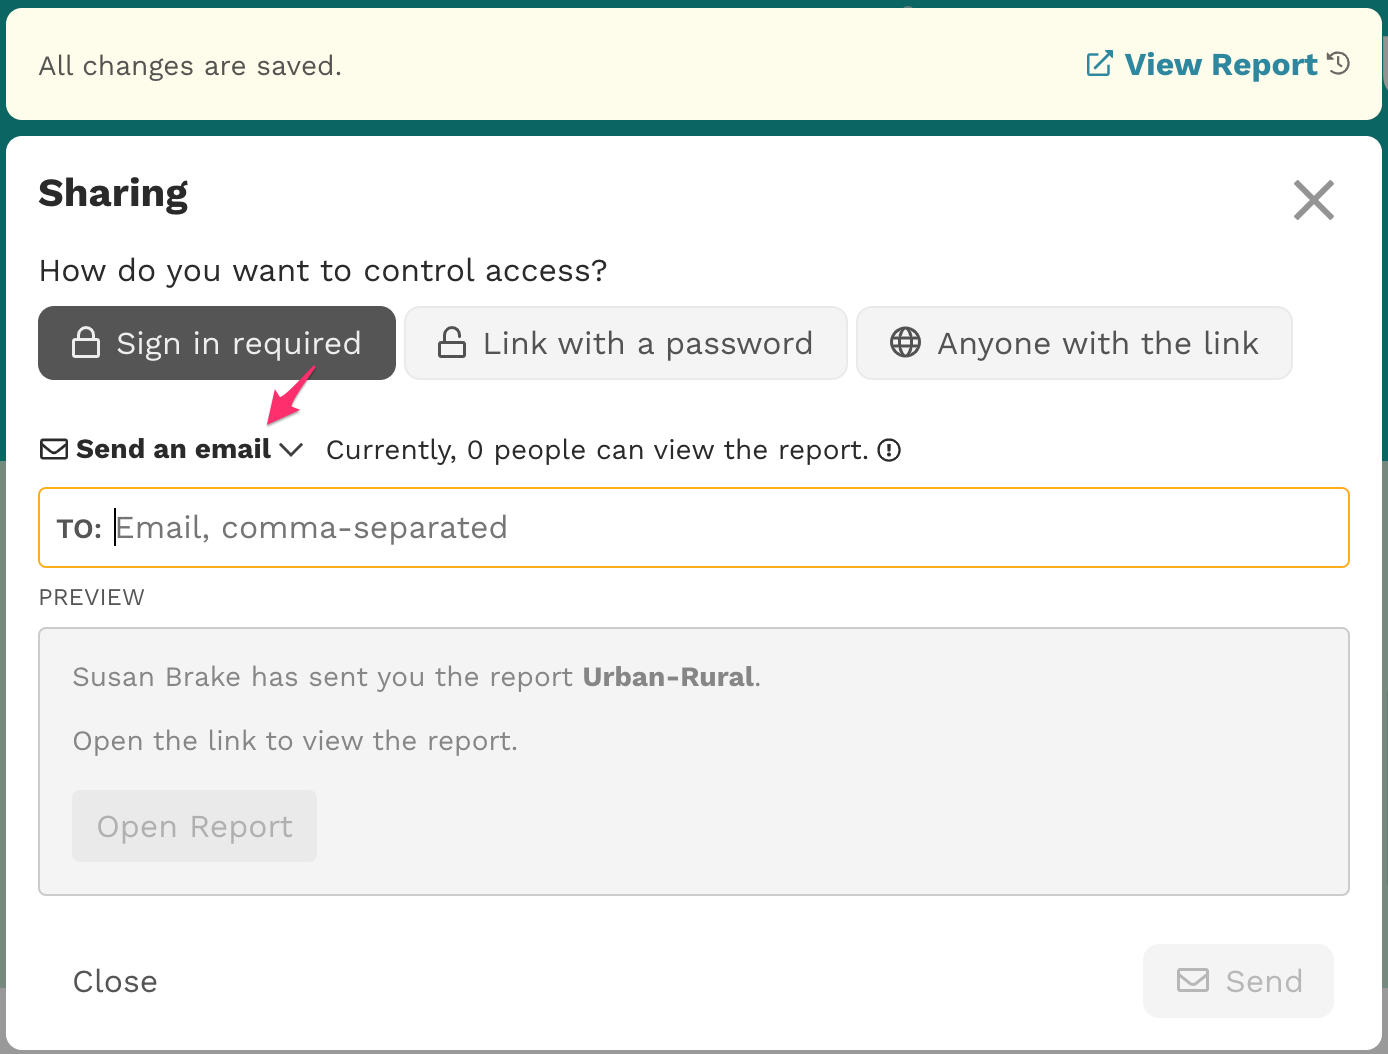 All changes are saved.
View Report
Sharing
How do you want to control access?
Sign in required
Link with a password
Anyone with the link
Send an email
Currently, 0 people can view the report.
TO: Email, comma-separated
PREVIEW
Susan Brake has sent you the report Urban-Rural.
Open the link to view the report.
Open Report
Close
Send